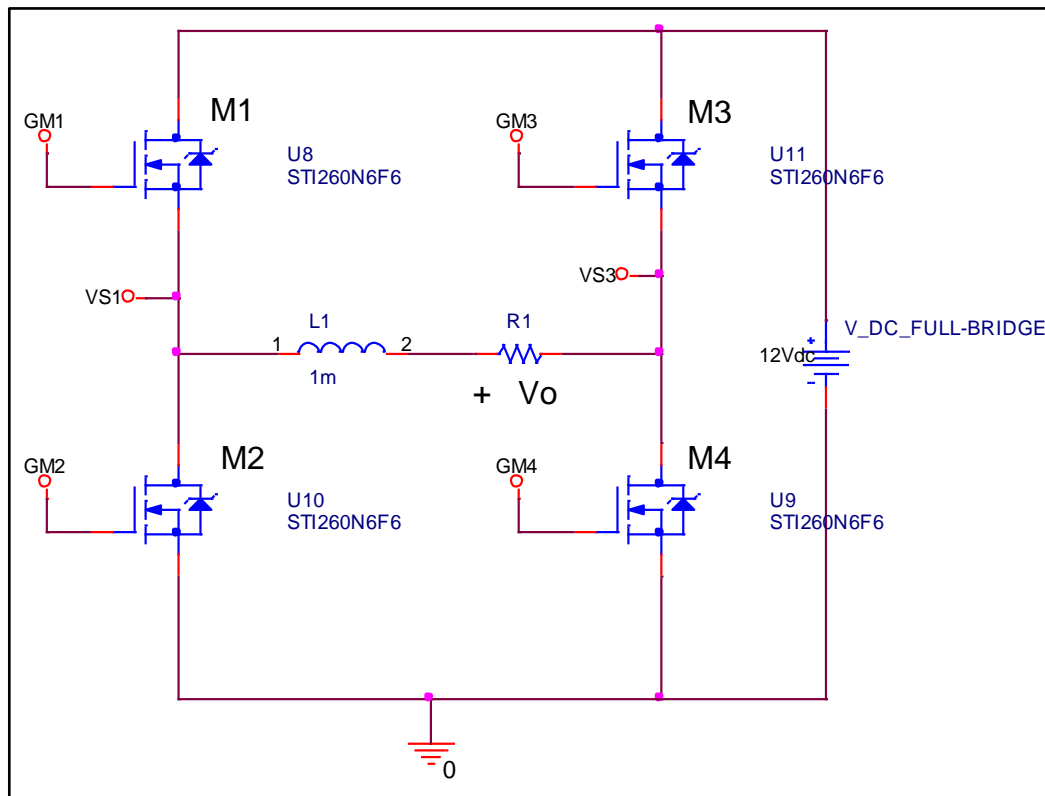 M1
M3
GM1
GM3
U8
STI260N6F6
U11
STI260N6F6
VS1
VS3
L1
R1
V_DC_FULL-BRIDGE
1
2
+
12Vdc
1m
-
+ Vo
M2
M4
GM2
GM4
U10
STI260N6F6
U9
STI260N6F6
0